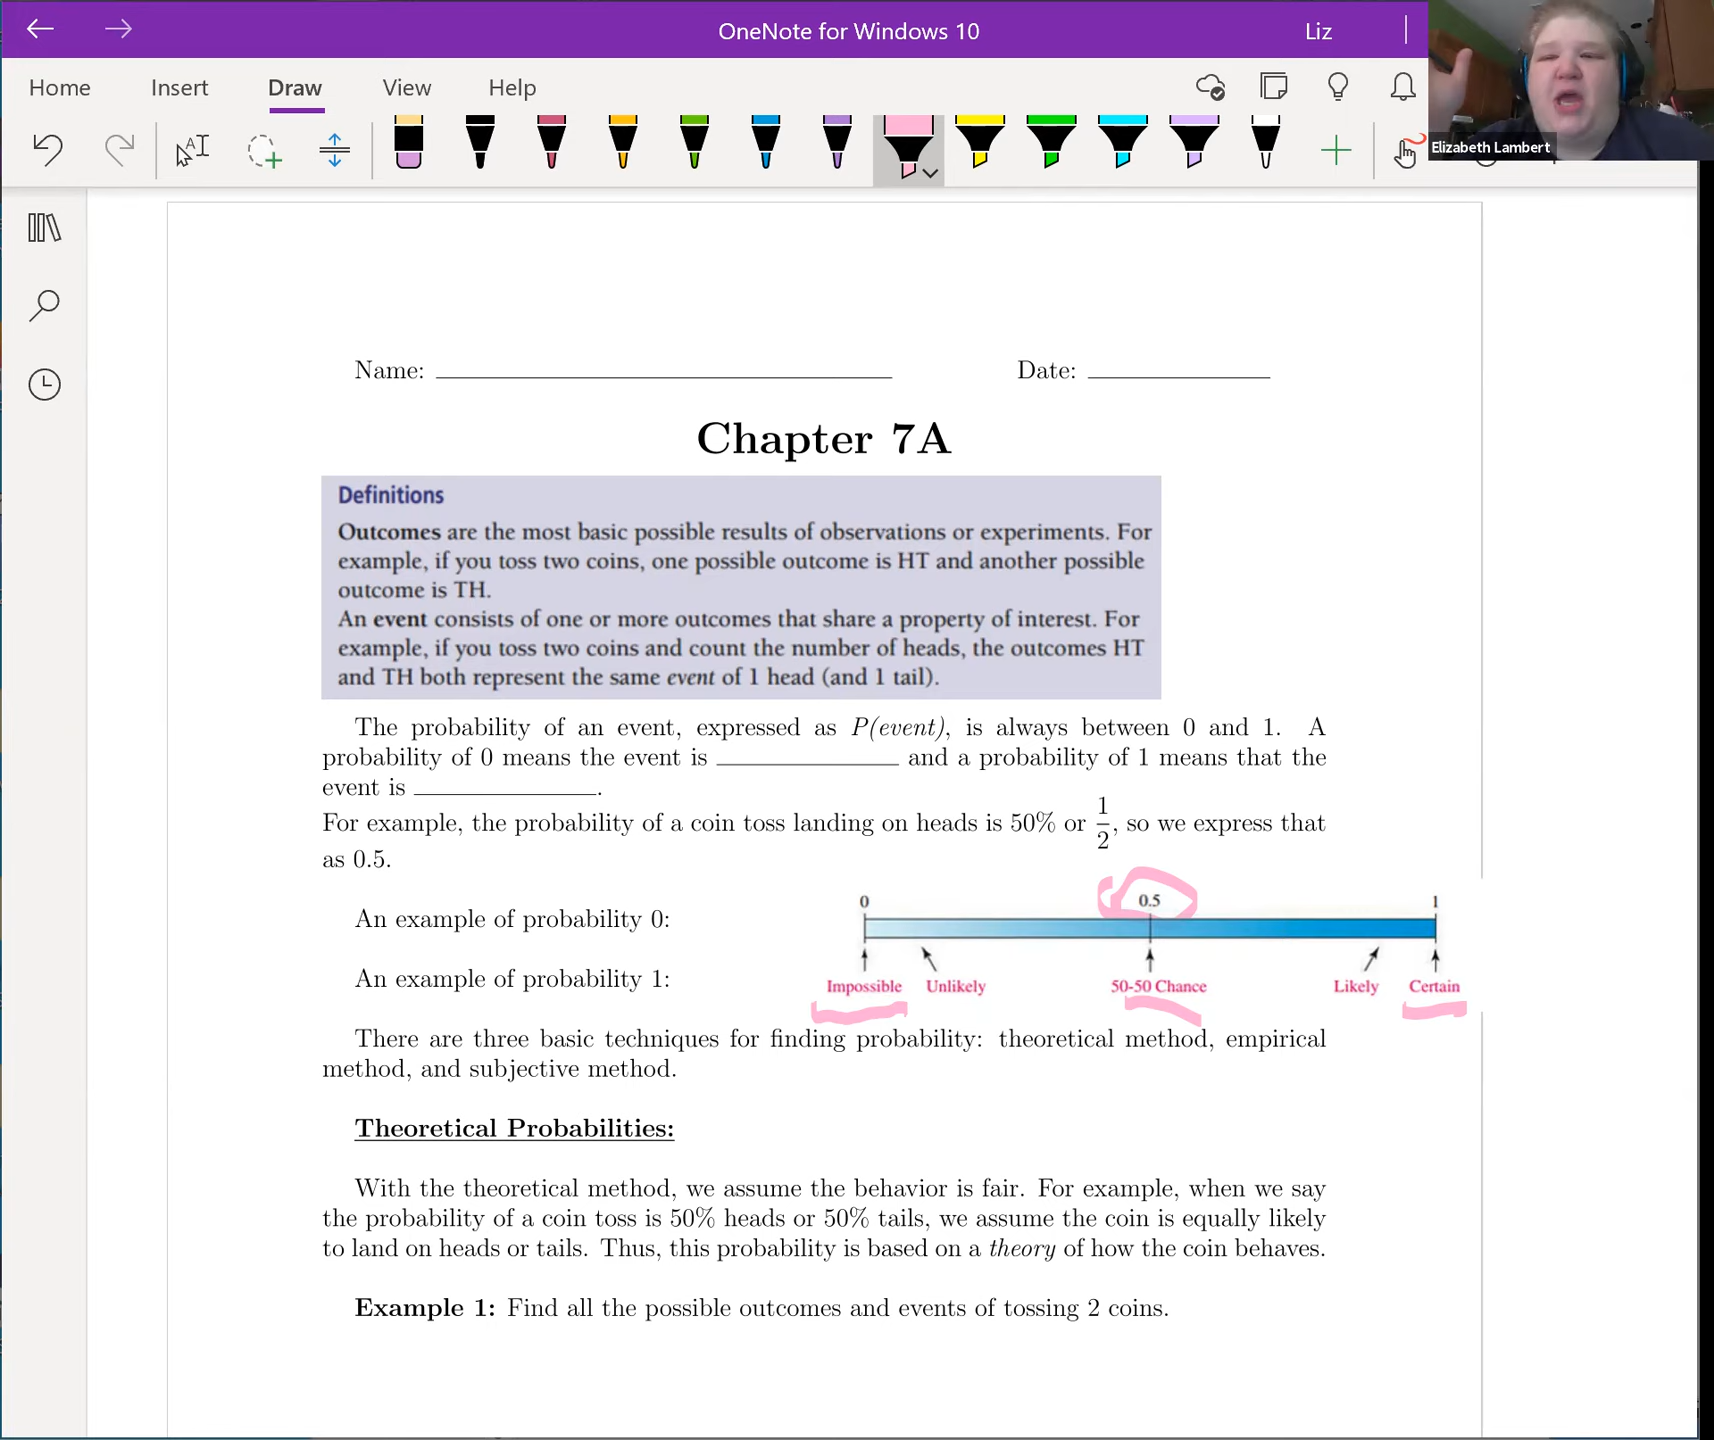 OneNote for Windows 10
Liz
Home Insert Draw View Help
Elizabeth Lambert
Name: Date:
Chapter 7A
Definitions
Outcomes are the most basic possible results of observations or experiments. For
example, if you toss two coins, one possible outcome is HT and another possible
outcome is TH.
An event consists of one or more outcomes that share a property of interest. For
example, if you toss two coins and count the number of heads, the outcomes HT
and TH both represent the same event of 1 head (and 1 tail).
The probability of an event, expressed as P(event), is always between 0 and 1. A
probability of 0 means the event is ______________ and a probability of 1 means that the
event is ______________.
For example, the probability of a coin toss landing on heads is 50% or 1/2, so we express that
as 0.5.
An example of probability 0:
An example of probability 1:
0 0.5 1
Impossible Unlikely 50-50 Chance Likely Certain
There are three basic techniques for finding probability: theoretical method, empirical
method, and subjective method.
Theoretical Probabilities:
With the theoretical method, we assume the behavior is fair. For example, when we say
the probability of a coin toss is 50% heads or 50% tails, we assume the coin is equally likely
to land on heads or tails. Thus, this probability is based on a theory of how the coin behaves.
Example 1: Find all the possible outcomes and events of tossing 2 coins.